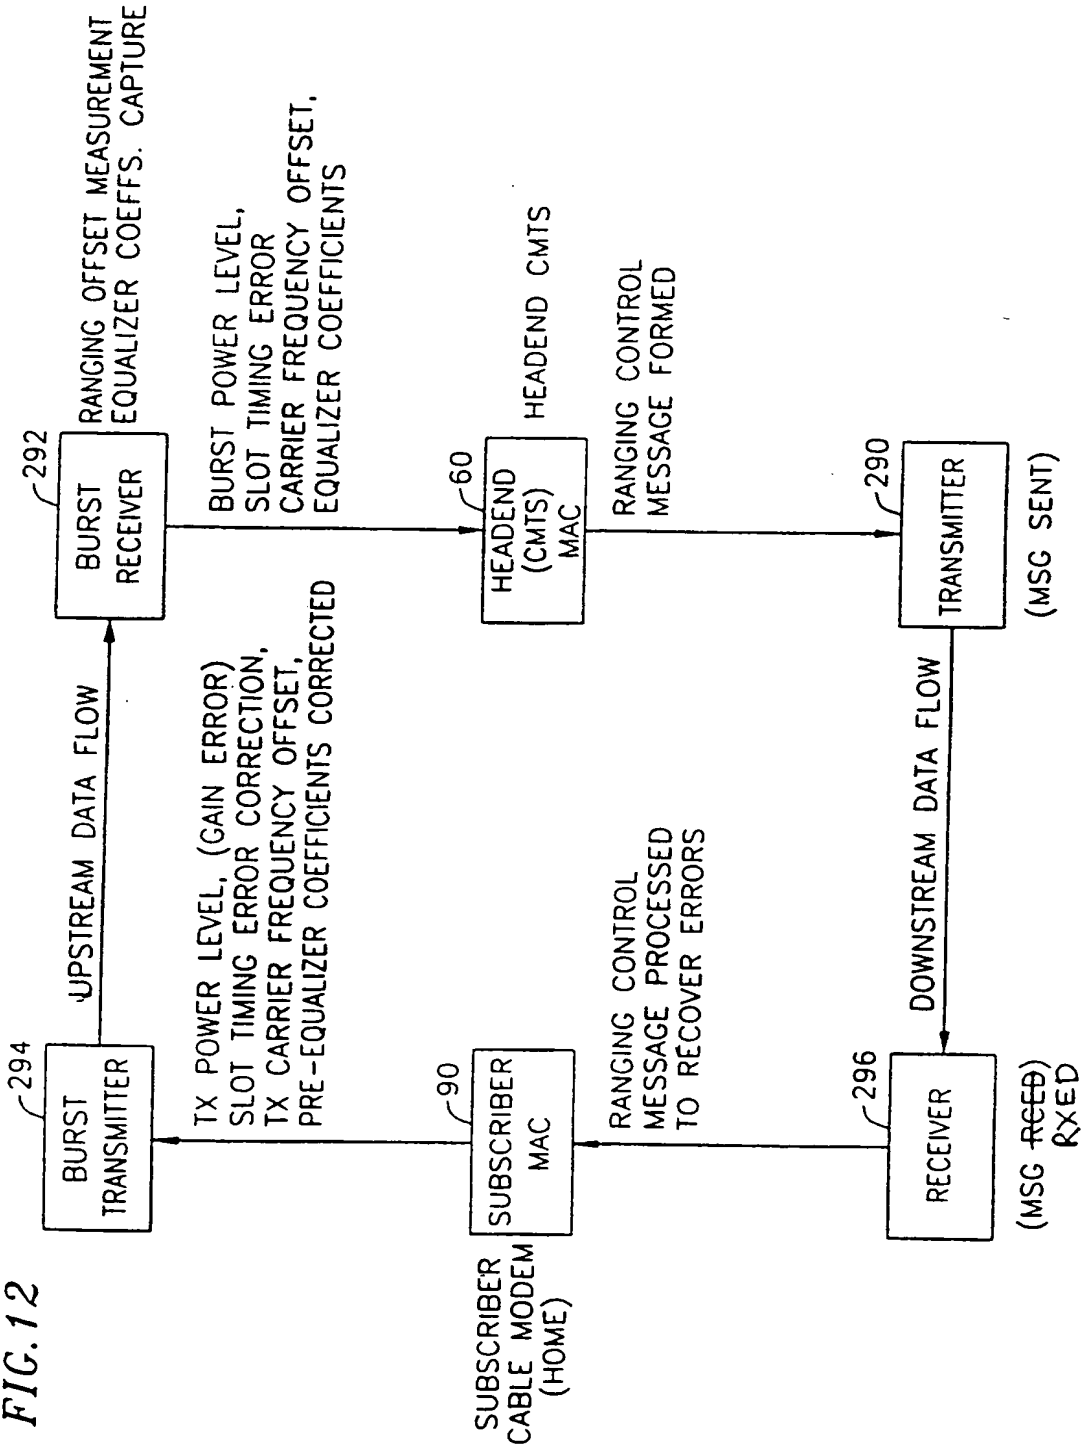 FIG. 12
294
BURST
TRANSMITTER
UPSTREAM DATA FLOW
292
BURST
RECEIVER
RANGING OFFSET MEASUREMENT
EQUALIZER COEFFS. CAPTURE
TX POWER LEVEL, (GAIN ERROR)
SLOT TIMING ERROR CORRECTION,
TX CARRIER FREQUENCY OFFSET,
PRE-EQUALIZER COEFFICIENTS CORRECTED
BURST POWER LEVEL,
SLOT TIMING ERROR
CARRIER FREQUENCY OFFSET,
EQUALIZER COEFFICIENTS
SUBSCRIBER
CABLE MODEM
(HOME)
90
SUBSCRIBER
MAC
60
HEADEND
(CMTS)
MAC
HEADEND CMTS
RANGING CONTROL
MESSAGE PROCESSED
TO RECOVER ERRORS
RANGING CONTROL
MESSAGE FORMED
296
RECEIVER
(MSG RCED)
RXED
DOWNSTREAM DATA FLOW
290
TRANSMITTER
(MSG SENT)